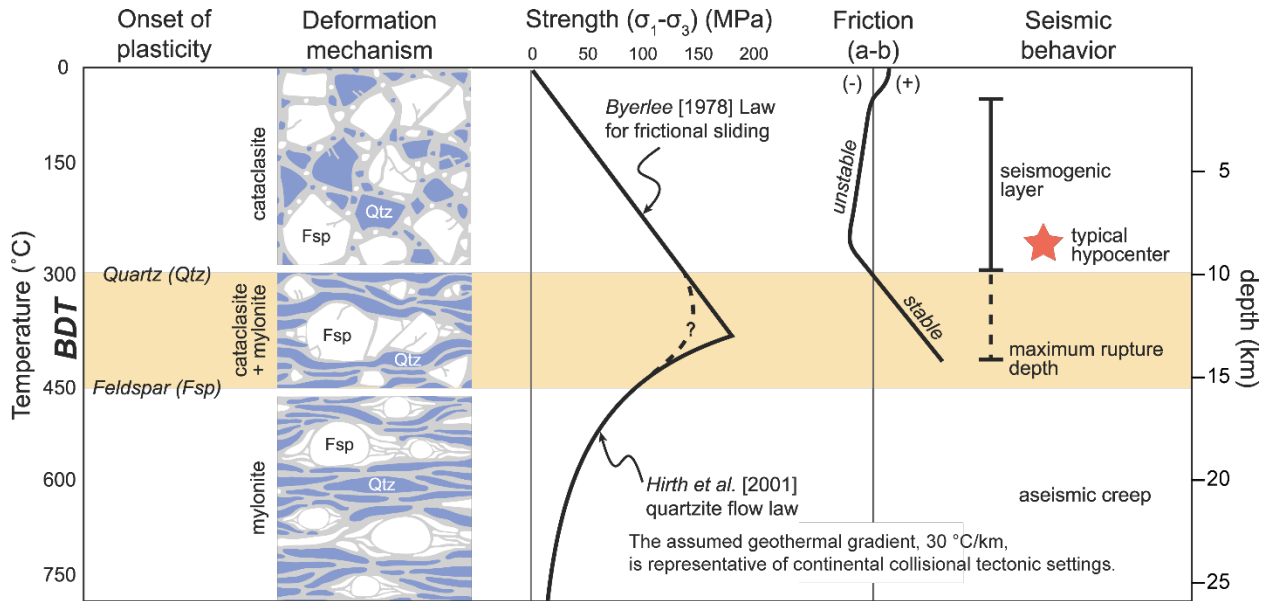 Onset of
plasticity
Deformation
mechanism
Strength (σ1-σ3) (MPa)
Friction
(a-b)
Seismic
behavior
0 50 100 150 200
0
150
300
450
600
750
Temperature (˚C)
BDT
Quartz (Qtz)
Feldspar (Fsp)
cataclasite
cataclasite
+ mylonite
mylonite
Qtz
Fsp
Fsp
Qtz
Fsp
Qtz
Byerlee [1978] Law
for frictional sliding
?
Hirth et al. [2001]
quartzite flow law
The assumed geothermal gradient, 30 °C/km,
is representative of continental collisional tectonic settings.
(-) (+)
unstable
stable
seismogenic
layer
typical
hypocenter
maximum rupture
depth
aseismic creep
5
10
15
20
25
depth (km)